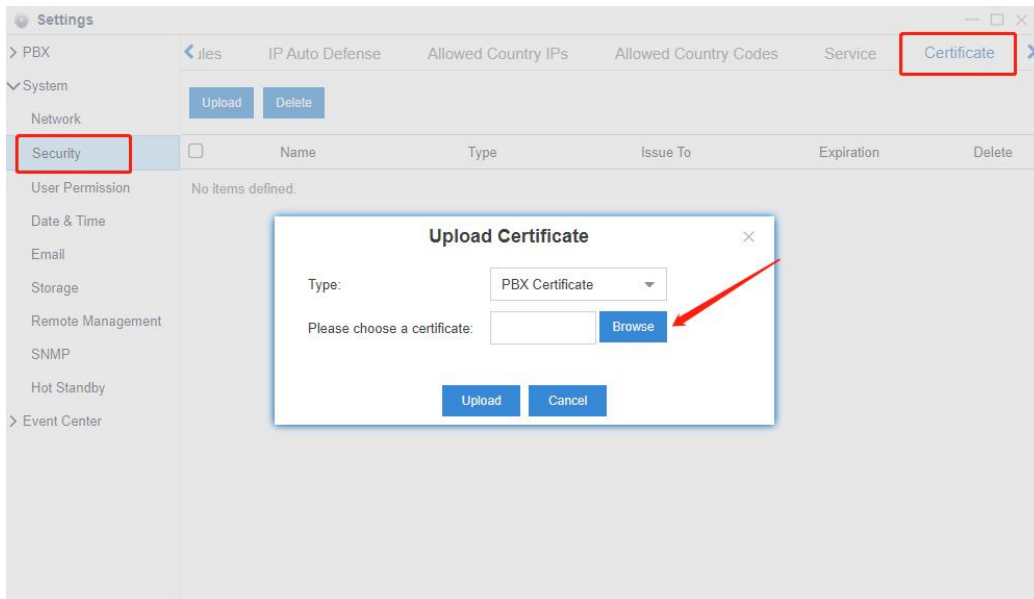 Settings
PBX
System
Network
Security
User Permission
Date & Time
Email
Storage
Remote Management
SNMP
Hot Standby
Event Center
IP Auto Defense Allowed Country IPs Allowed Country Codes Service Certificate
Upload Delete
Name Type Issue To Expiration Delete
No items defined.
Upload Certificate
Type: PBX Certificate
Please choose a certificate: Browse
Upload Cancel